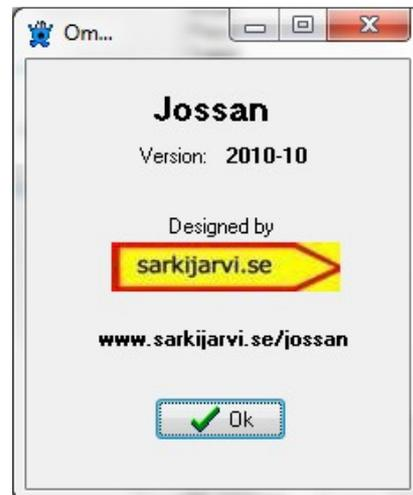 Om...
Jossan
Version: 2010-10
Designed by
sarkijarvi.se
www.sarkijarvi.se/jossan
Ok